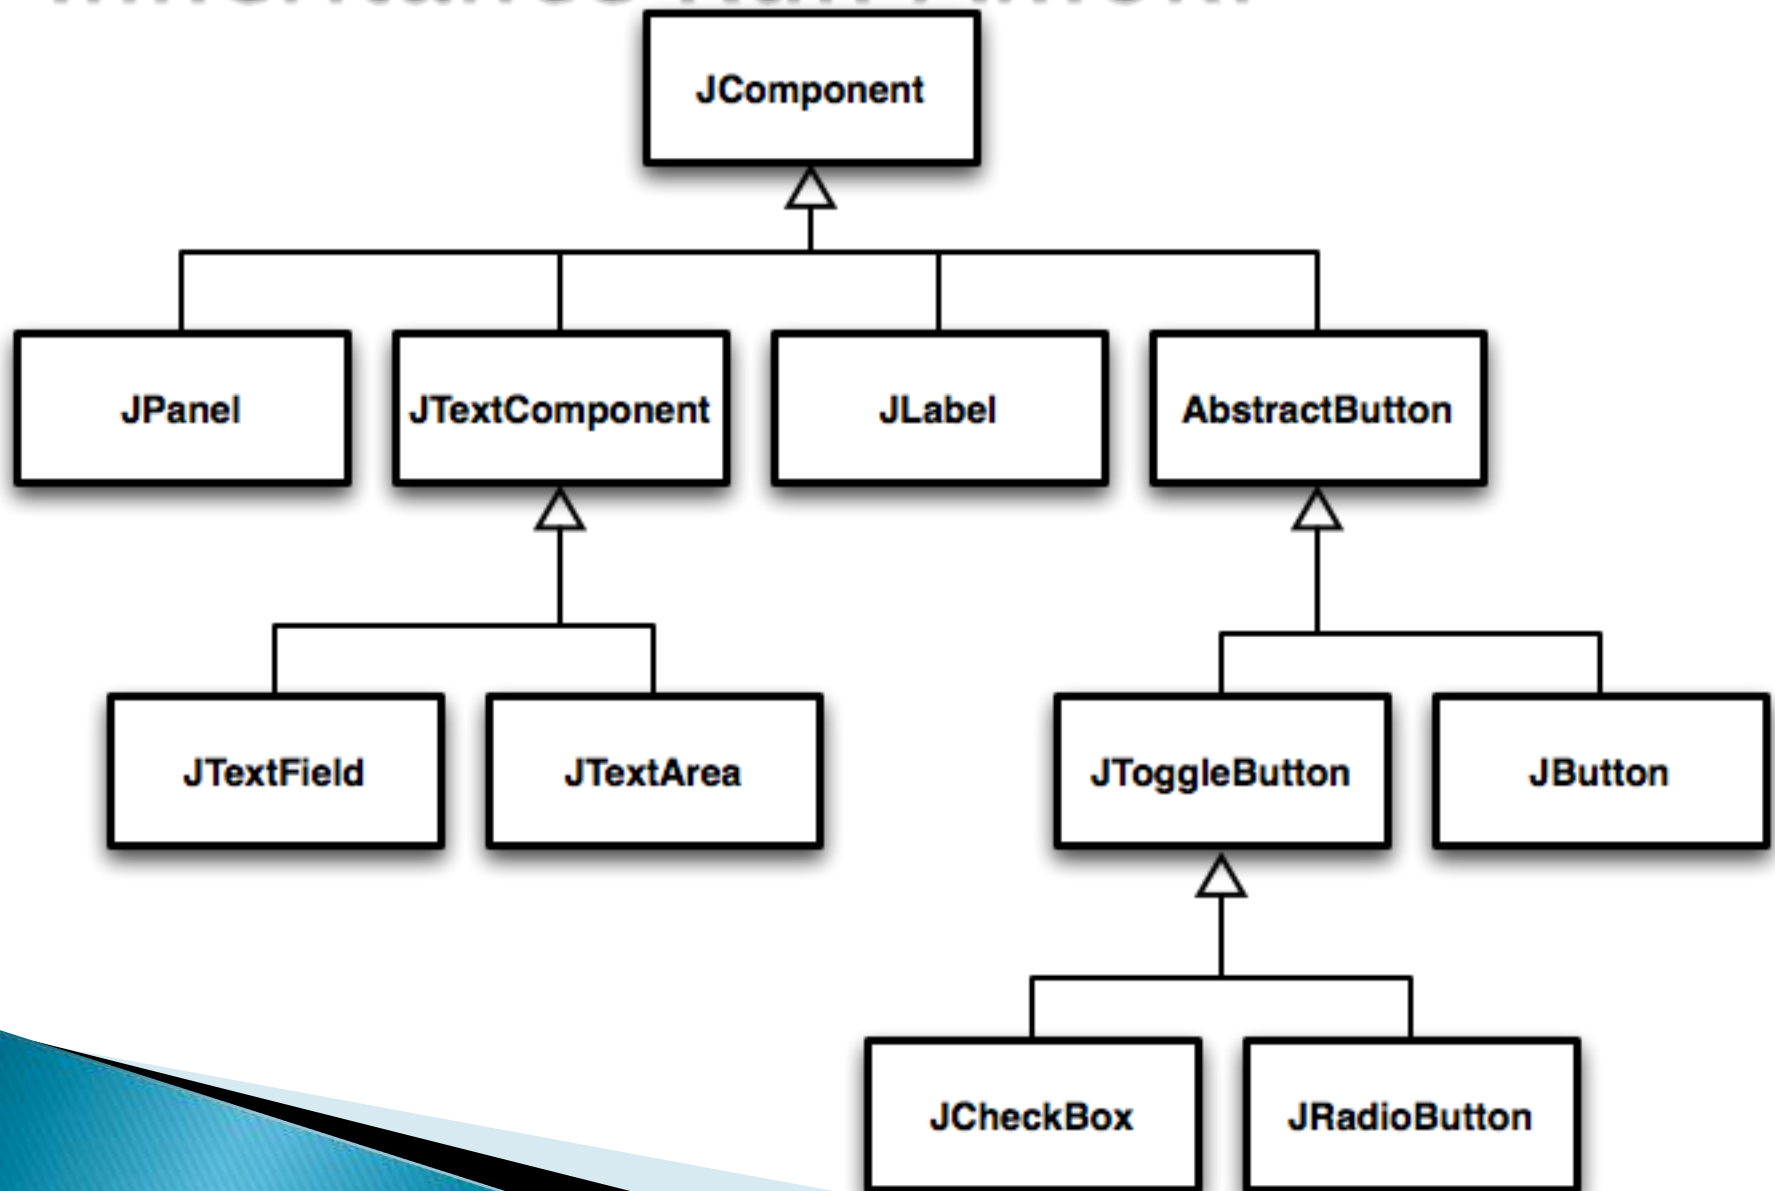 JComponent
JPanel
JTextComponent
JLabel
AbstractButton
JTextField
JTextArea
JToggleButton
JButton
JCheckBox
JRadioButton